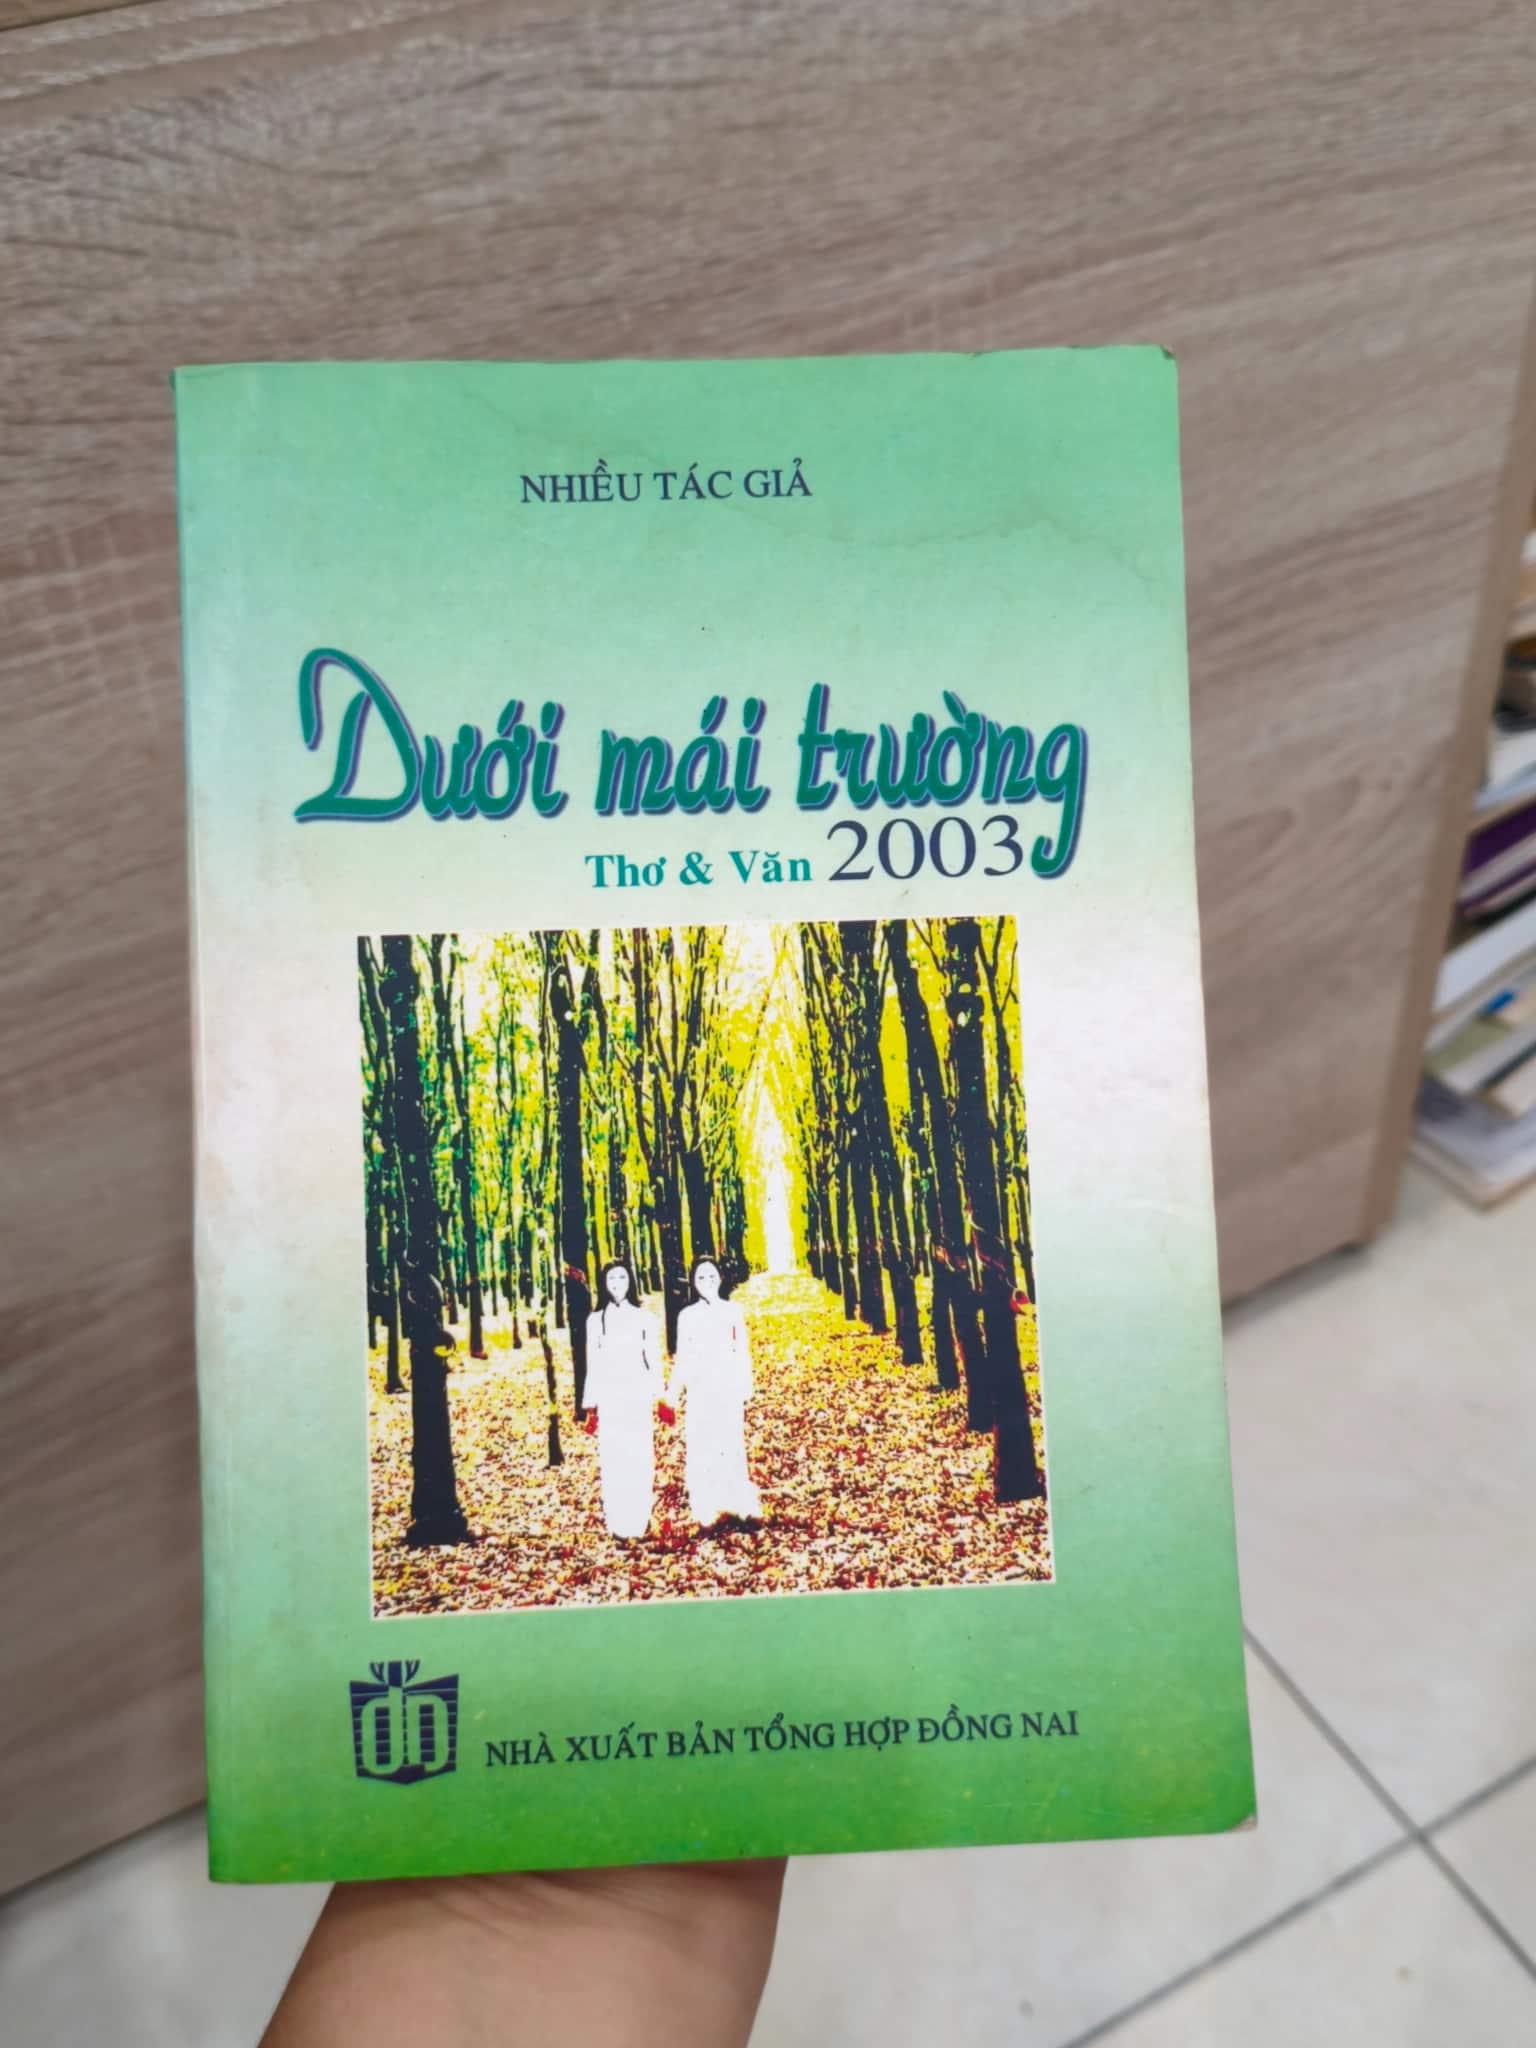 NHIỀU TÁC GIẢ
Dưới mái trường
Thơ & Văn 2003
NHÀ XUẤT BẢN TỔNG HỢP ĐỒNG NAI